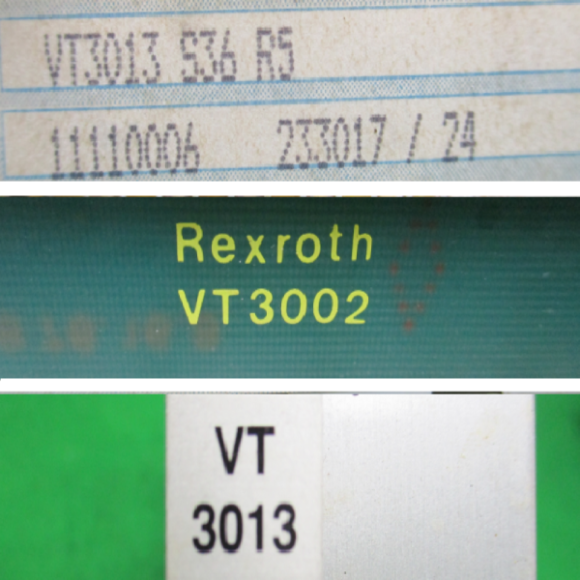 VT3013 S36 R5
11110006 233017 / 24
Rexroth
VT3002
VT
3013